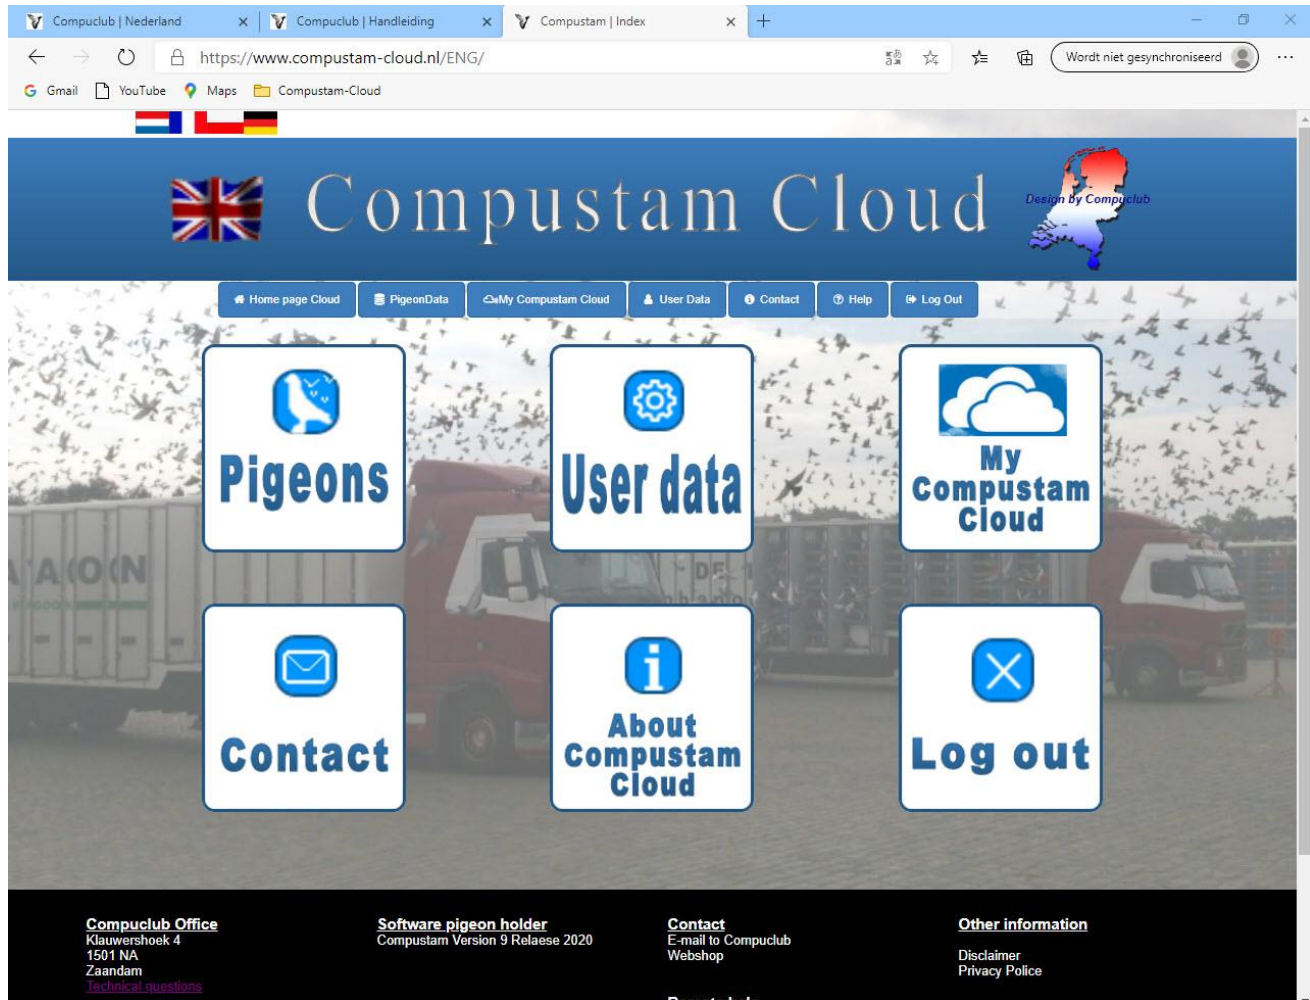 Compuclub | Nederland
Compuclub | Handleiding
Compustam | Index
https://www.compustam-cloud.nl/ENG/
Wordt niet gesynchroniseerd
Gmail
YouTube
Maps
Compustam-Cloud
Compustam Cloud
Design by Compuclub
Home page Cloud
PigeonData
My Compustam Cloud
User Data
Contact
Help
Log Out
Pigeons
User data
My
Compustam
Cloud
Contact
About
Compustam
Cloud
Log out
Compuclub Office
Klauwershoek 4
1501 NA
Zaandam
Technical questions
Software pigeon holder
Compustam Version 9 Relaese 2020
Contact
E-mail to Compuclub
Webshop
Other information
Disclaimer
Privacy Police